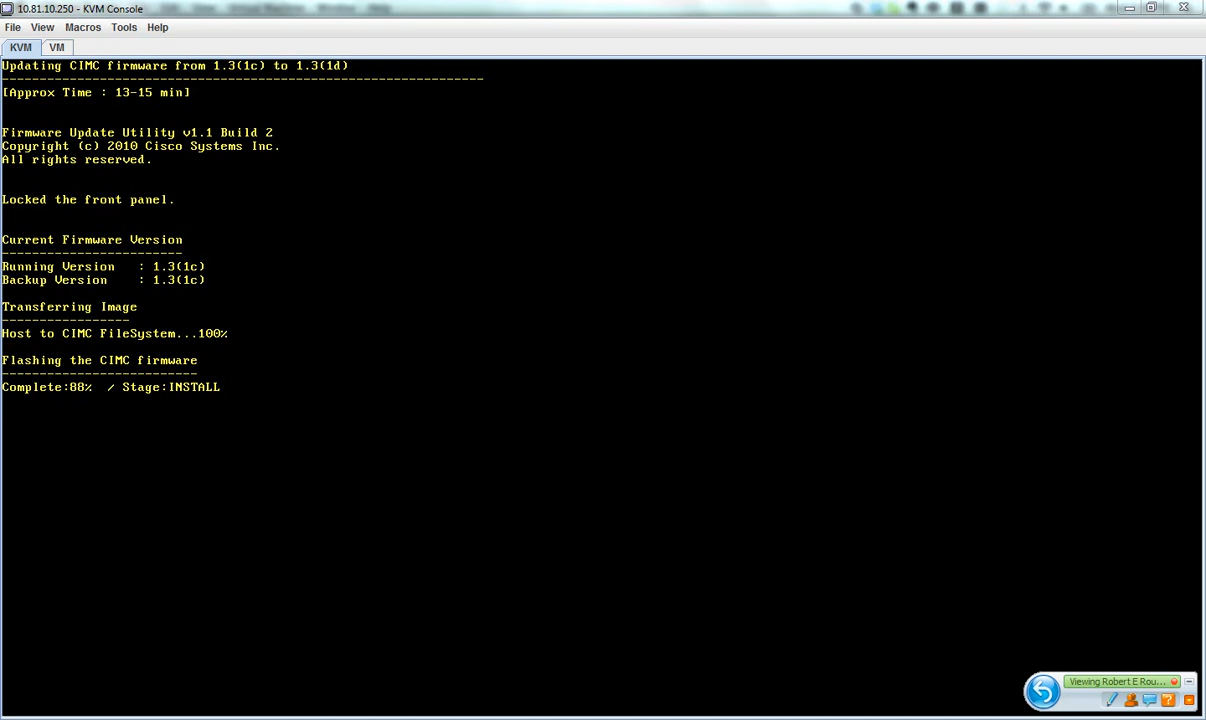 10.81.10.250 - KVM Console
File View Macros Tools Help
KVM VM
Updating CIMC firmware from 1.3(1c) to 1.3(1d)
----------------------------------------------------------------
[Approx Time : 13-15 min]
Firmware Update Utility v1.1 Build 2
Copyright (c) 2010 Cisco Systems Inc.
All rights reserved.
Locked the front panel.
Current Firmware Version
------------------------
Running Version   : 1.3(1c)
Backup Version    : 1.3(1c)
Transferring Image
-----------------
Host to CIMC FileSystem...100%
Flashing the CIMC firmware
--------------------------
Complete:88%  / Stage:INSTALL
Viewing Robert E Rou...